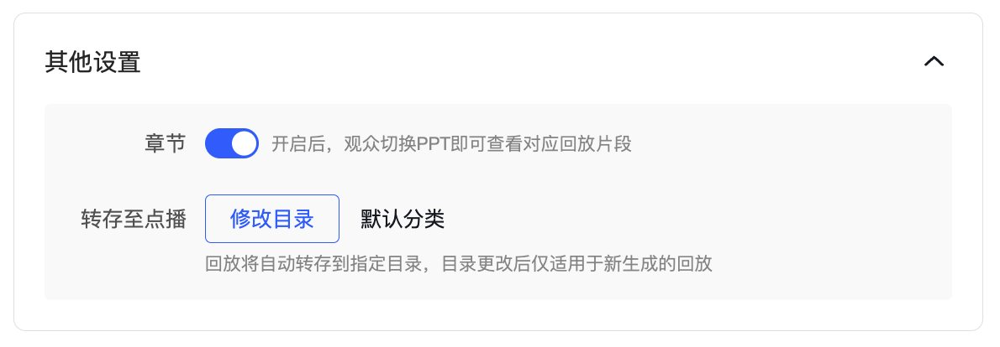 其他设置
章节 开启后，观众切换PPT即可查看对应回放片段
转存至点播 修改目录 默认分类
回放将自动转存到指定目录，目录更改后仅适用于新生成的回放